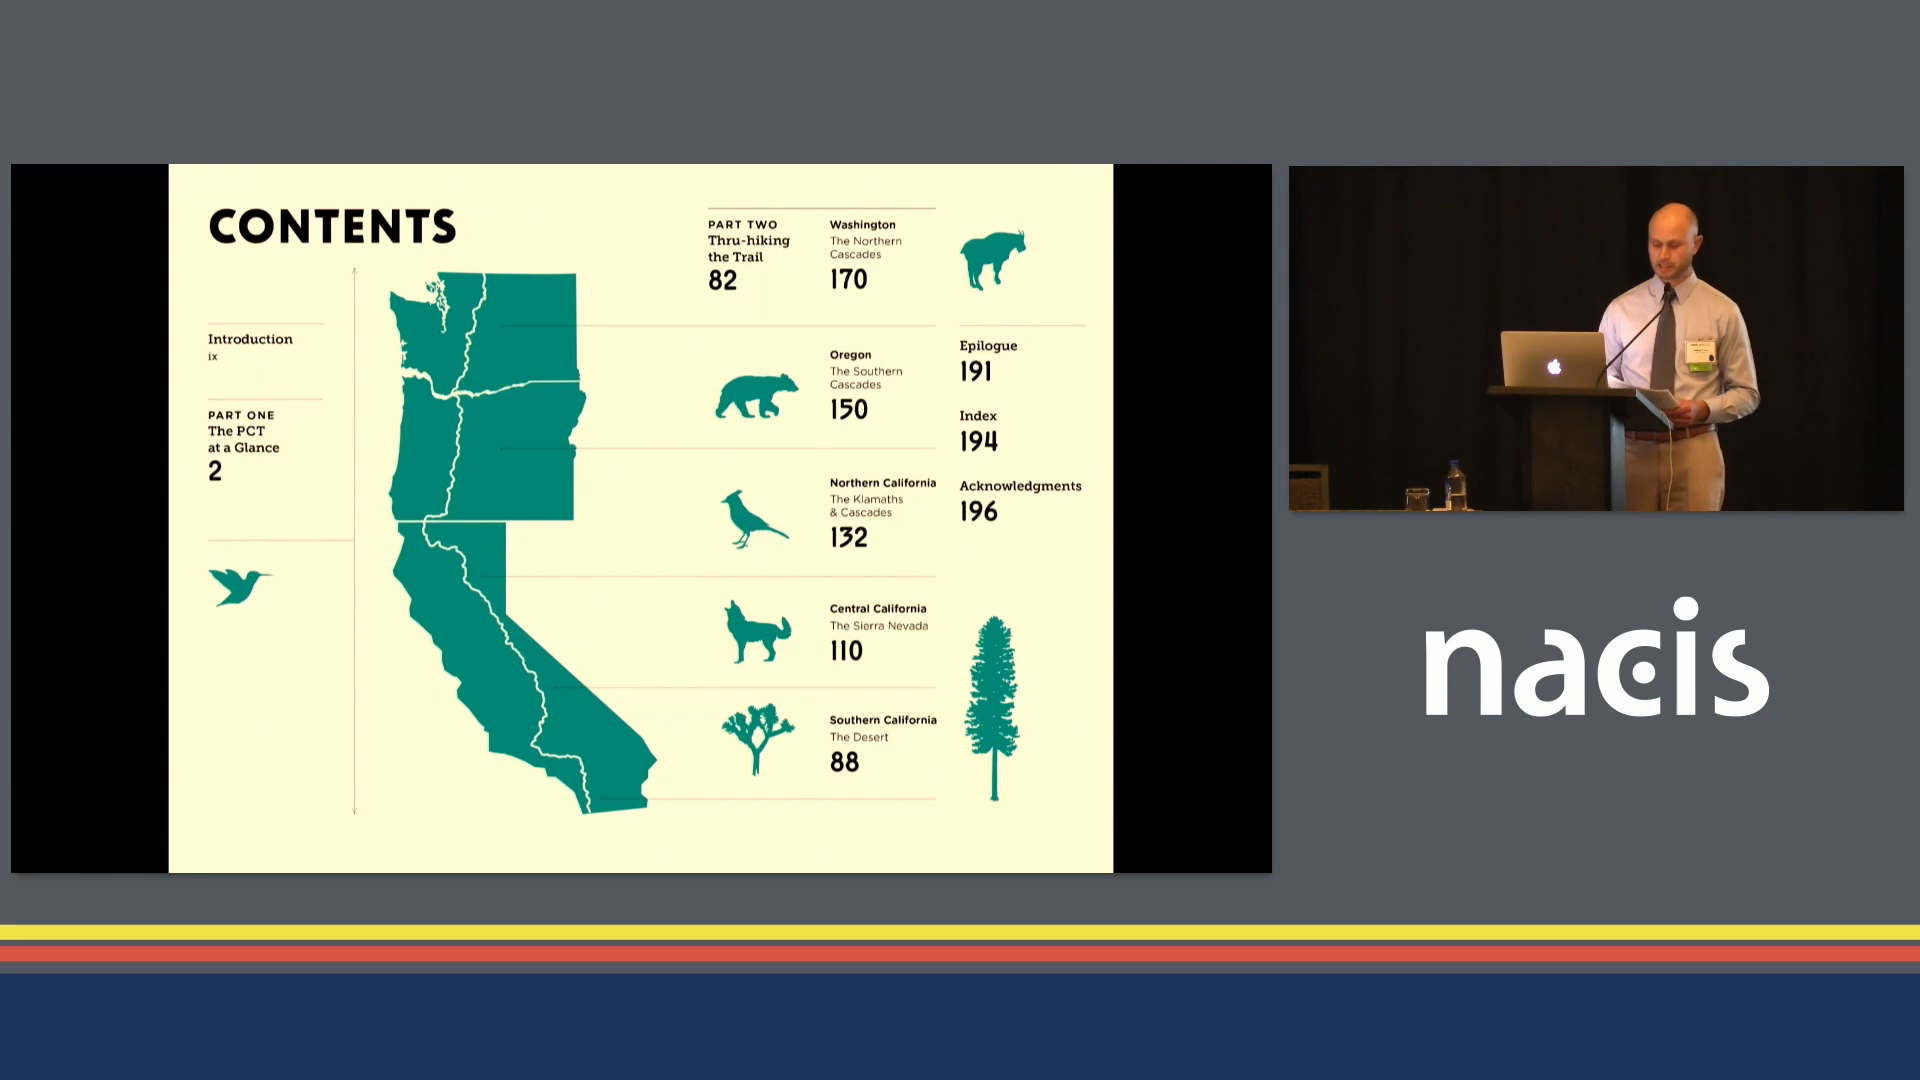 CONTENTS
Introduction
ix
PART ONE
The PCT
at a Glance
2
PART TWO
Thru-hiking
the Trail
82
Washington
The Northern
Cascades
170
Oregon
The Southern
Cascades
150
Northern California
The Klamaths
& Cascades
132
Central California
The Sierra Nevada
110
Southern California
The Desert
88
Epilogue
191
Index
194
Acknowledgments
196
nacis